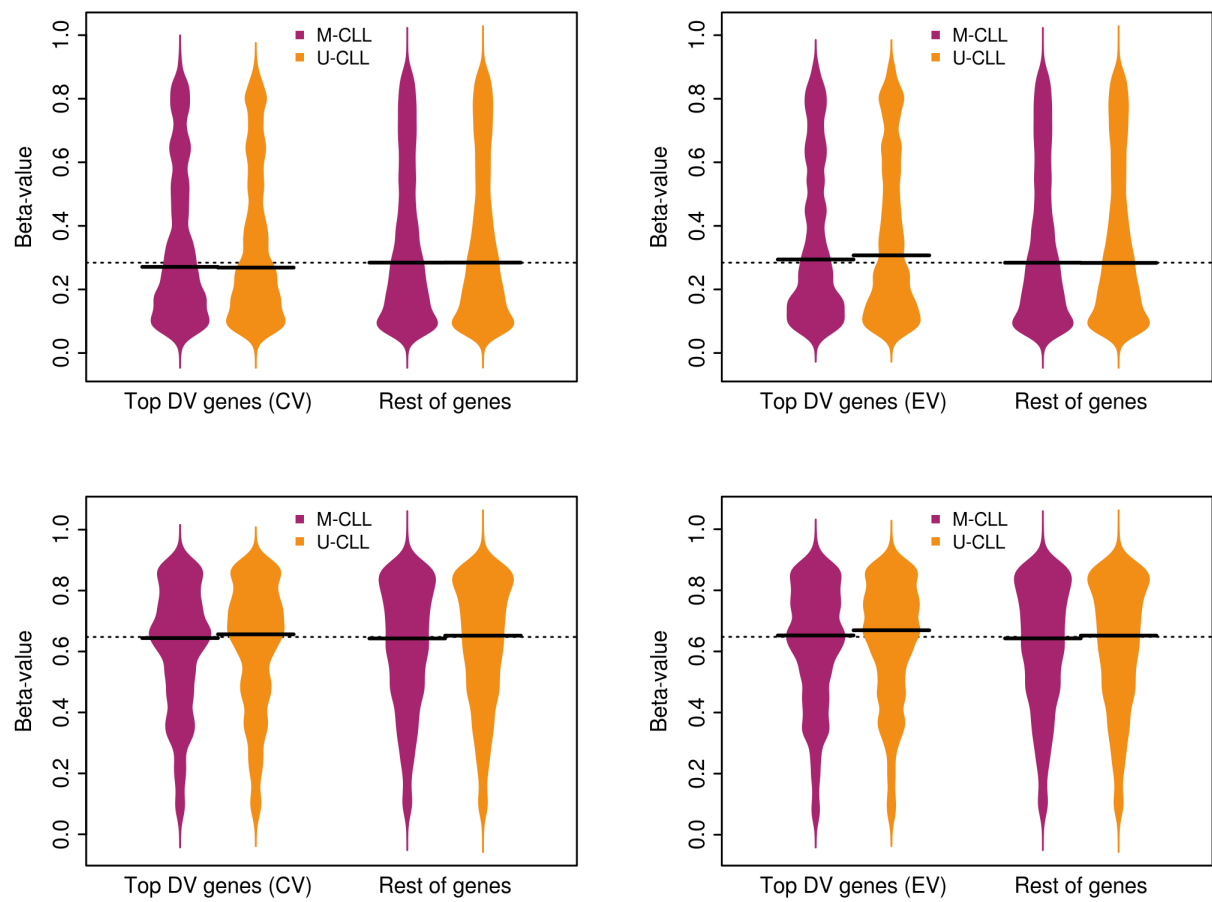 Beta-value
1.0
0.8
0.6
0.4
0.2
0.0
M-CLL
U-CLL
Top DV genes (CV)
Rest of genes
Beta-value
1.0
0.8
0.6
0.4
0.2
0.0
M-CLL
U-CLL
Top DV genes (EV)
Rest of genes
Beta-value
1.0
0.8
0.6
0.4
0.2
0.0
M-CLL
U-CLL
Top DV genes (CV)
Rest of genes
Beta-value
1.0
0.8
0.6
0.4
0.2
0.0
M-CLL
U-CLL
Top DV genes (EV)
Rest of genes